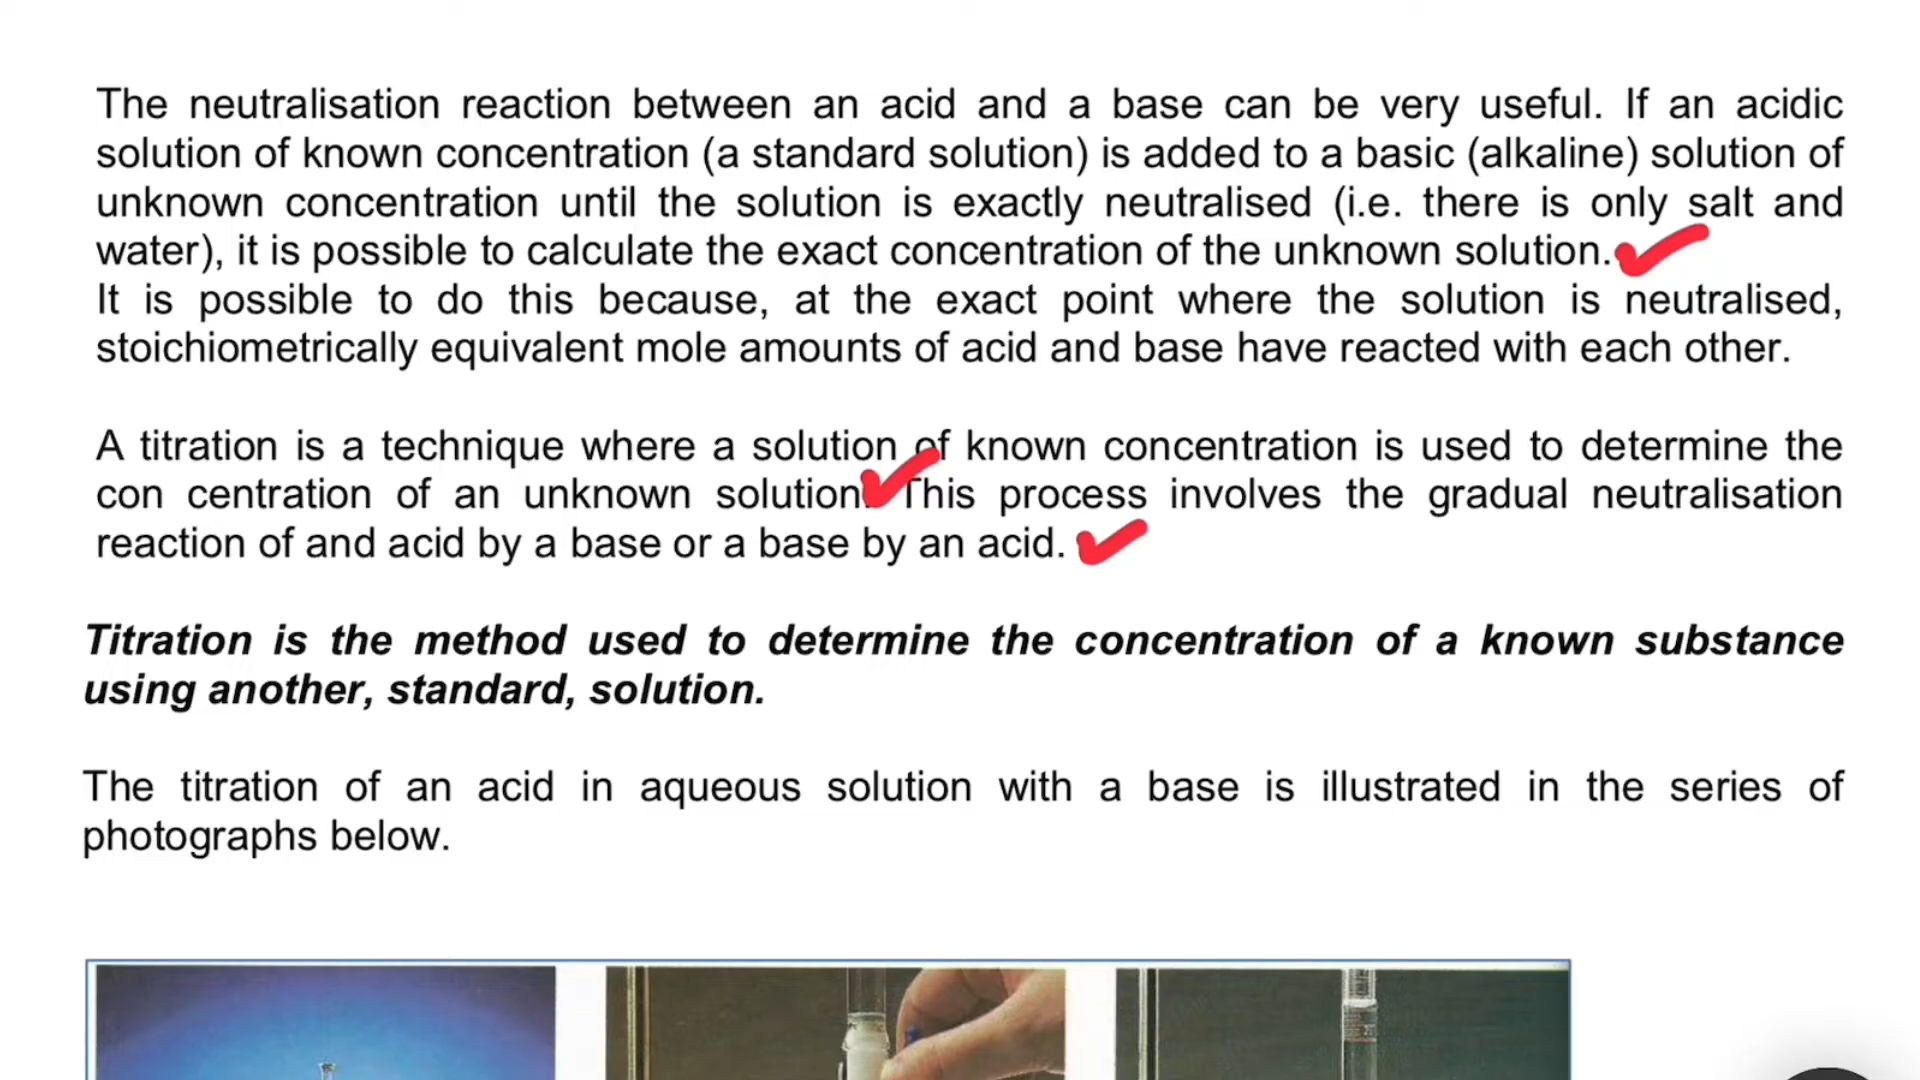 The neutralisation reaction between an acid and a base can be very useful. If an acidic
solution of known concentration (a standard solution) is added to a basic (alkaline) solution of
unknown concentration until the solution is exactly neutralised (i.e. there is only salt and
water), it is possible to calculate the exact concentration of the unknown solution.
It is possible to do this because, at the exact point where the solution is neutralised,
stoichiometrically equivalent mole amounts of acid and base have reacted with each other.
A titration is a technique where a solution of known concentration is used to determine the
con centration of an unknown solution. This process involves the gradual neutralisation
reaction of and acid by a base or a base by an acid.
Titration is the method used to determine the concentration of a known substance
using another, standard, solution.
The titration of an acid in aqueous solution with a base is illustrated in the series of
photographs below.